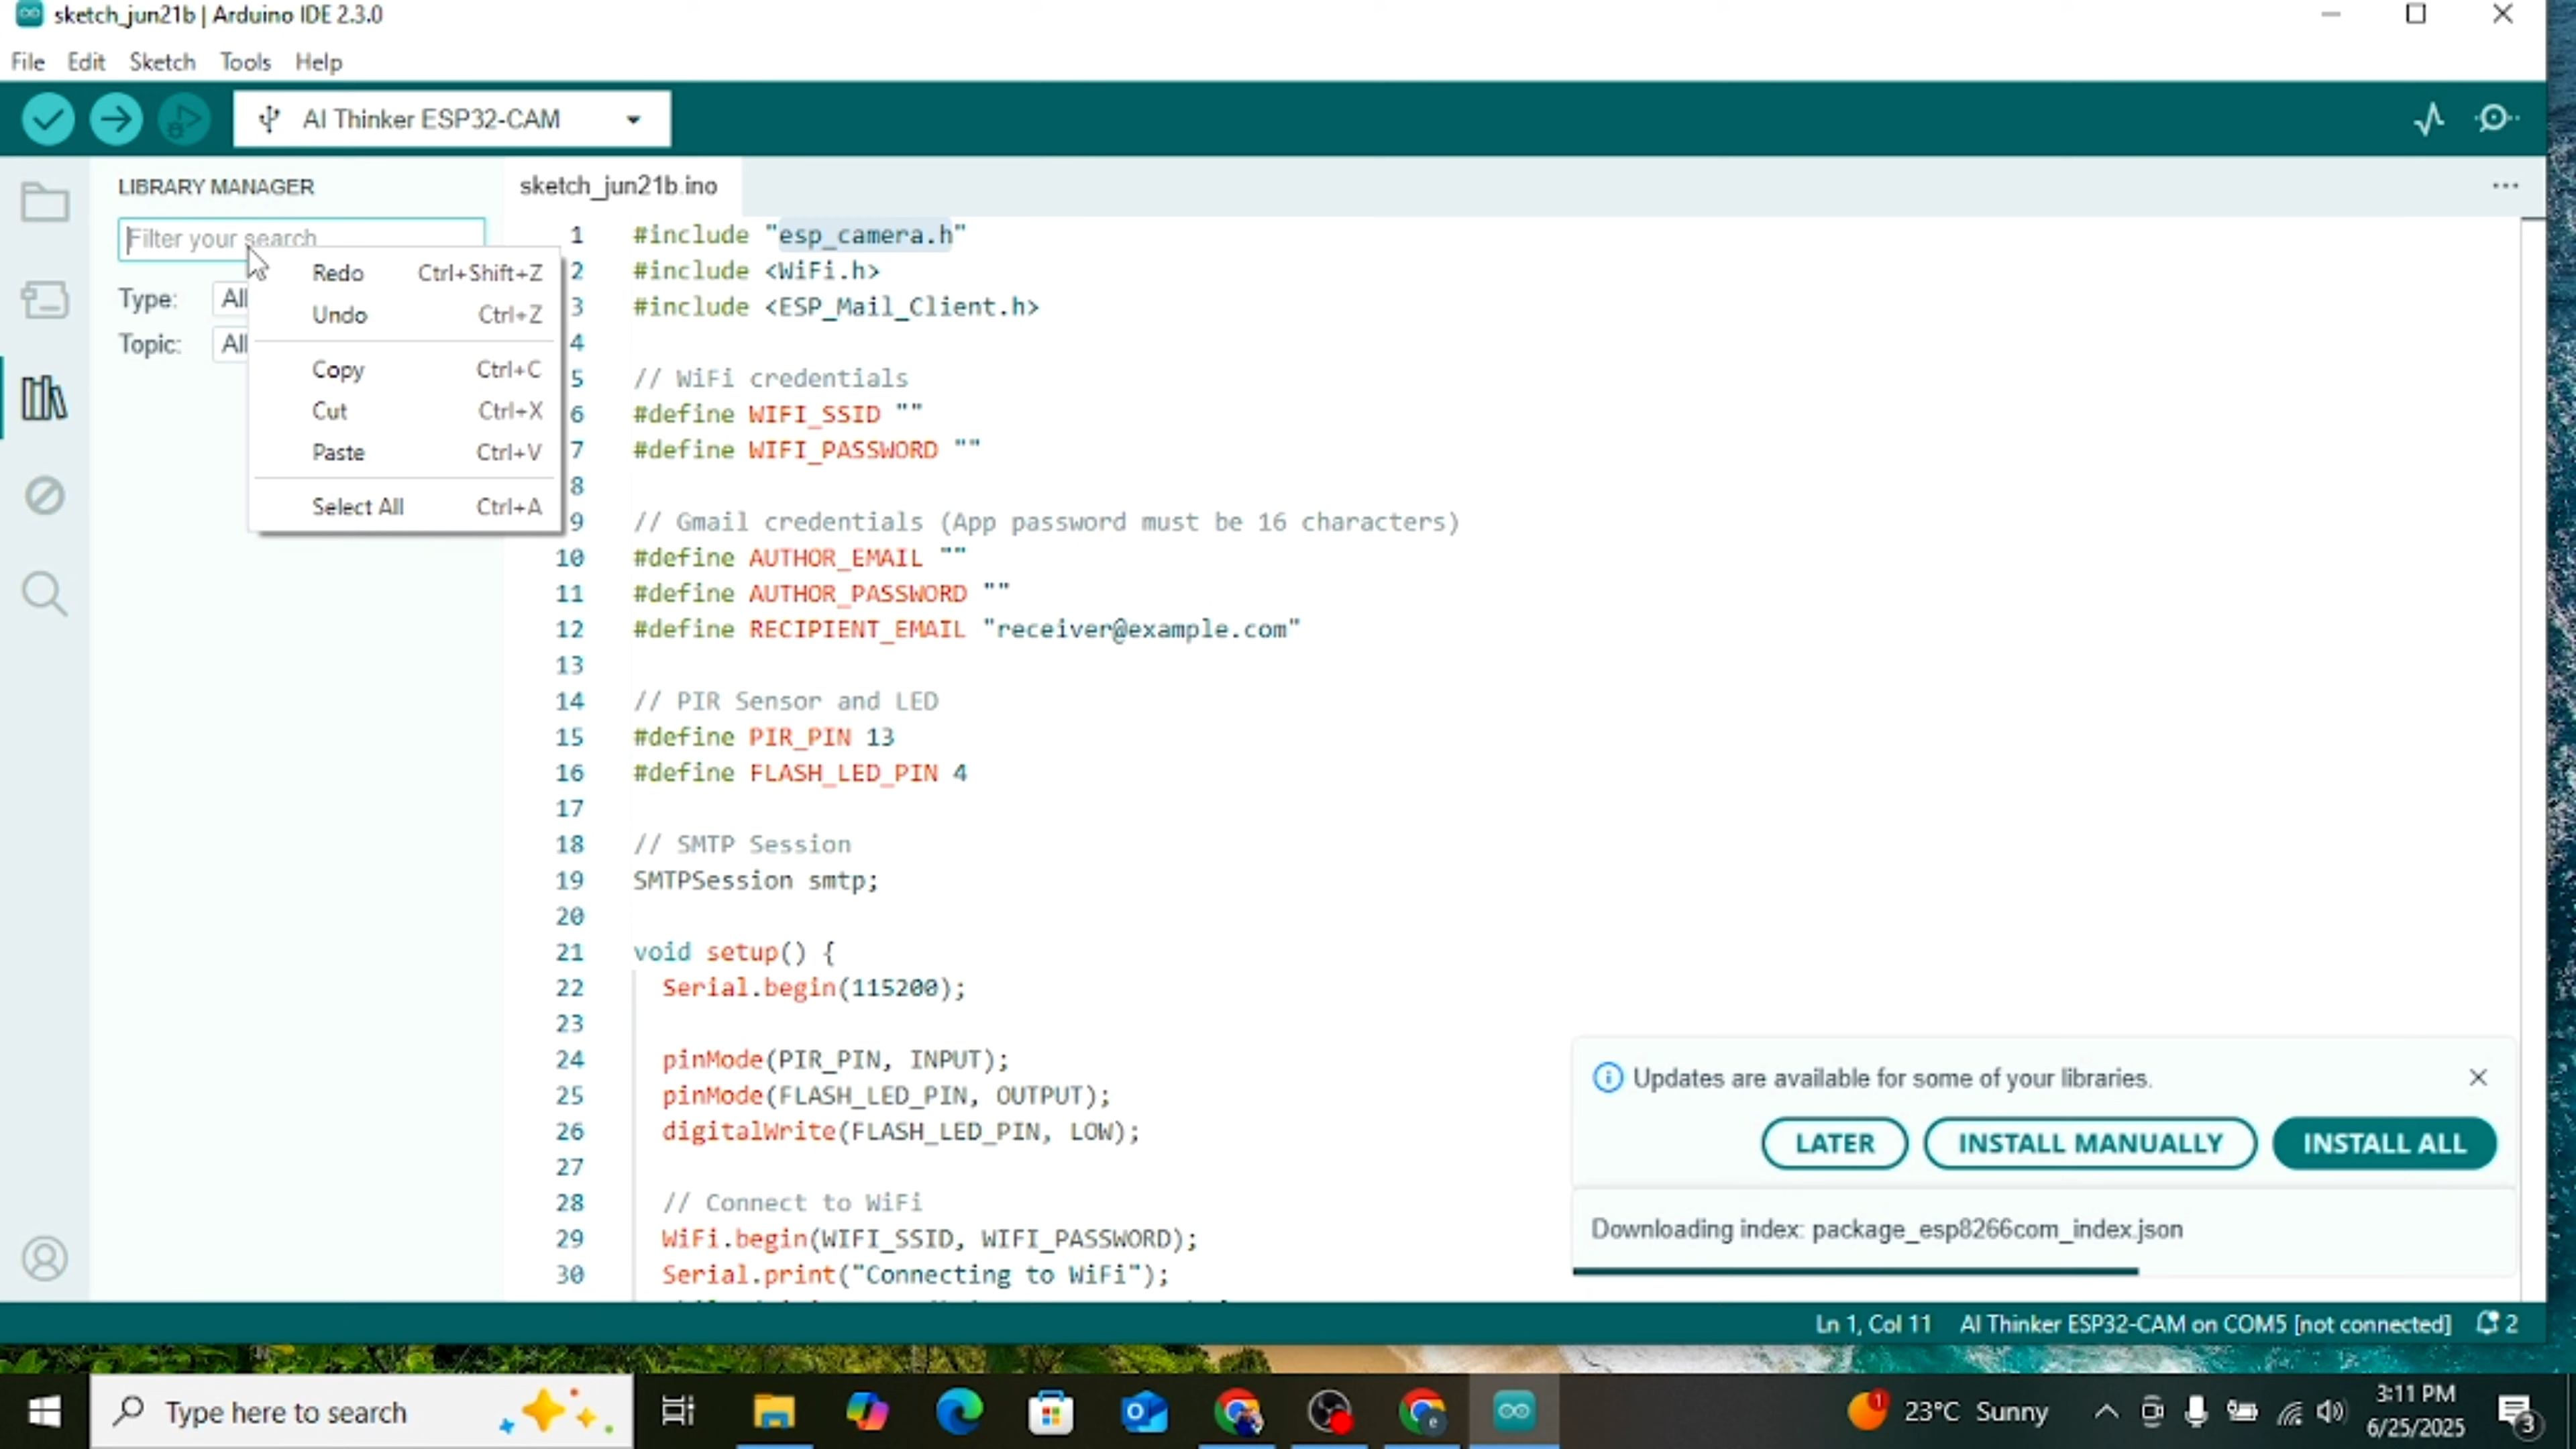 sketch_jun21b | Arduino IDE 2.3.0
File Edit Sketch Tools Help
AI Thinker ESP32-CAM
LIBRARY MANAGER
Filter your search
Type: All
Topic: All
Redo Ctrl+Shift+Z
Undo Ctrl+Z
Copy Ctrl+C
Cut Ctrl+X
Paste Ctrl+V
Select All Ctrl+A
sketch_jun21b.ino
1 #include "esp_camera.h"
2 #include <WiFi.h>
3 #include <ESP_Mail_Client.h>
4
5 // WiFi credentials
6 #define WIFI_SSID ""
7 #define WIFI_PASSWORD ""
8
9 // Gmail credentials (App password must be 16 characters)
10 #define AUTHOR_EMAIL ""
11 #define AUTHOR_PASSWORD ""
12 #define RECIPIENT_EMAIL "receiver@example.com"
13
14 // PIR Sensor and LED
15 #define PIR_PIN 13
16 #define FLASH_LED_PIN 4
17
18 // SMTP Session
19 SMTPSession smtp;
20
21 void setup() {
22 Serial.begin(115200);
23
24 pinMode(PIR_PIN, INPUT);
25 pinMode(FLASH_LED_PIN, OUTPUT);
26 digitalWrite(FLASH_LED_PIN, LOW);
27
28 // Connect to WiFi
29 WiFi.begin(WIFI_SSID, WIFI_PASSWORD);
30 Serial.print("Connecting to WiFi");
Updates are available for some of your libraries.
LATER INSTALL MANUALLY INSTALL ALL
Downloading index: package_esp8266com_index.json
Ln 1, Col 11 AI Thinker ESP32-CAM on COM5 [not connected] 2
Type here to search
1
23°C Sunny
3:11 PM
6/25/2025
3